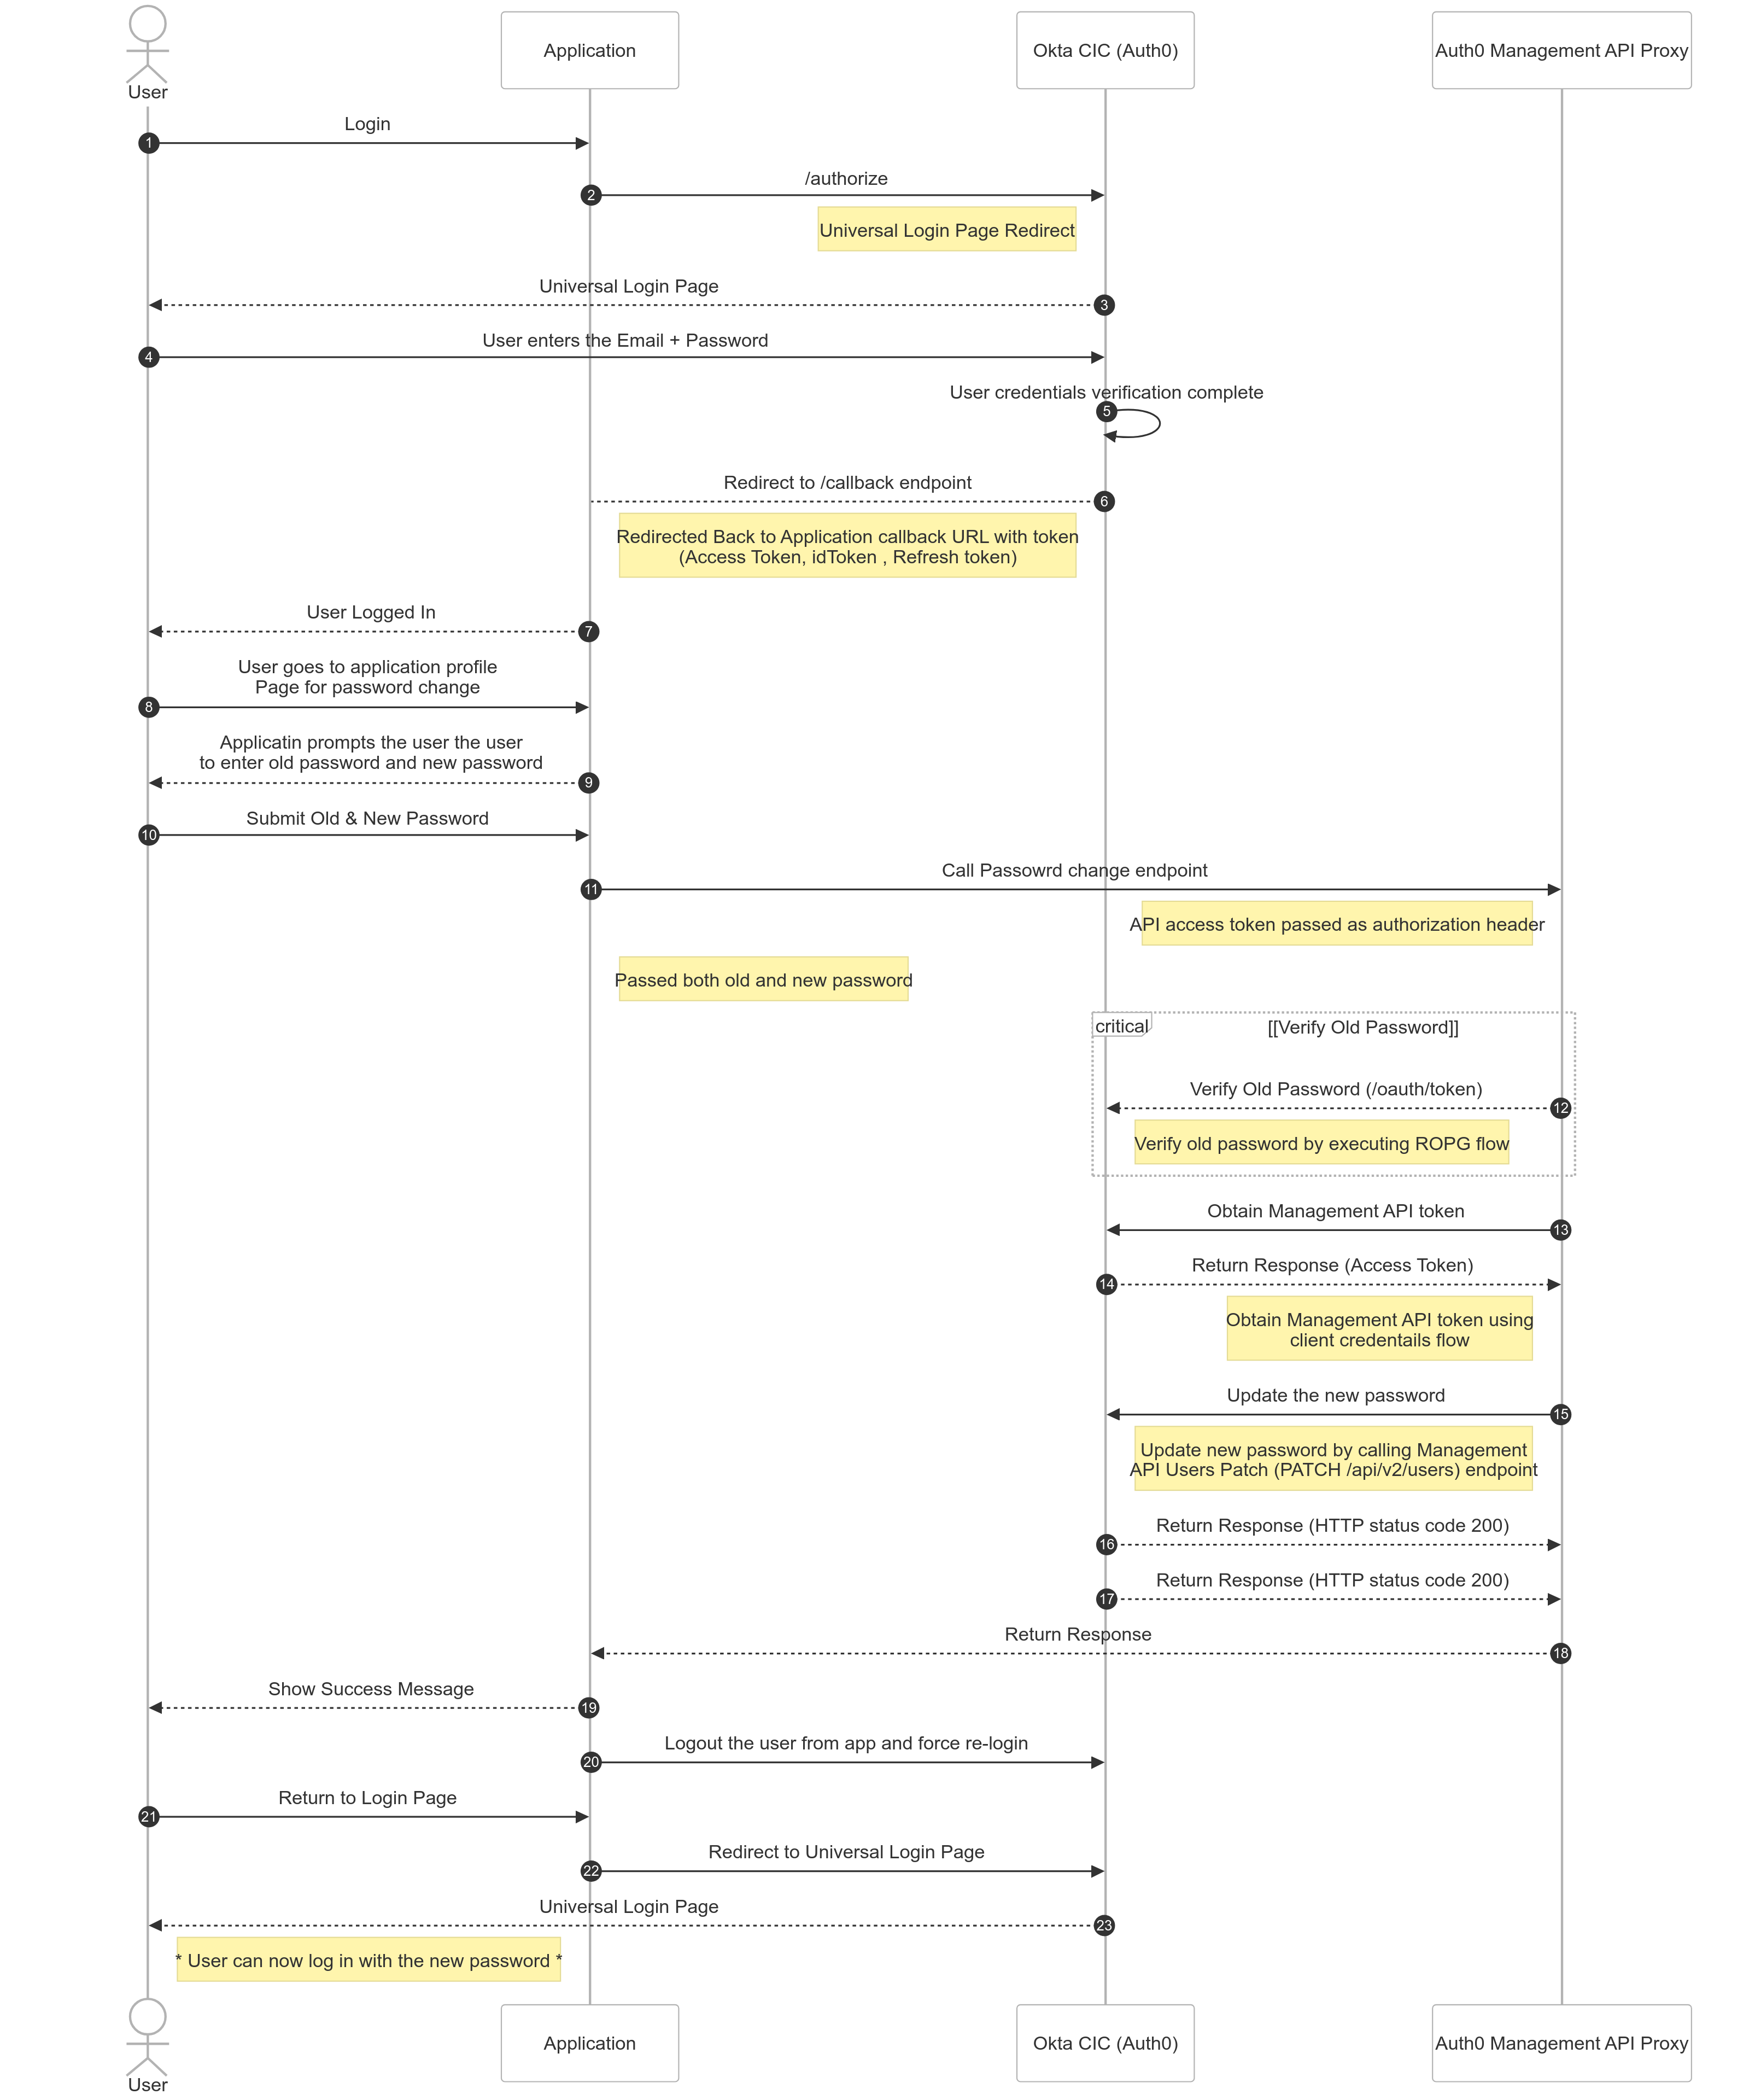 User
Application
Okta CIC (Auth0)
Auth0 Management API Proxy
Login
1
/authorize
2
Universal Login Page Redirect
Universal Login Page
3
User enters the Email + Password
4
User credentials verification complete
5
Redirect to /callback endpoint
6
Redirected Back to Application callback URL with token
(Access Token, idToken , Refresh token)
User Logged In
7
User goes to application profile
Page for password change
8
Applicatin prompts the user the user
to enter old password and new password
9
Submit Old & New Password
10
Call Passowrd change endpoint
11
API access token passed as authorization header
Passed both old and new password
critical
[[Verify Old Password]]
Verify Old Password (/oauth/token)
12
Verify old password by executing ROPG flow
Obtain Management API token
13
Return Response (Access Token)
14
Obtain Management API token using
client credentails flow
Update the new password
15
Update new password by calling Management
API Users Patch (PATCH /api/v2/users) endpoint
Return Response (HTTP status code 200)
16
Return Response (HTTP status code 200)
17
Return Response
18
Show Success Message
19
Logout the user from app and force re-login
20
Return to Login Page
21
Redirect to Universal Login Page
22
Universal Login Page
23
* User can now log in with the new password *
User
Application
Okta CIC (Auth0)
Auth0 Management API Proxy